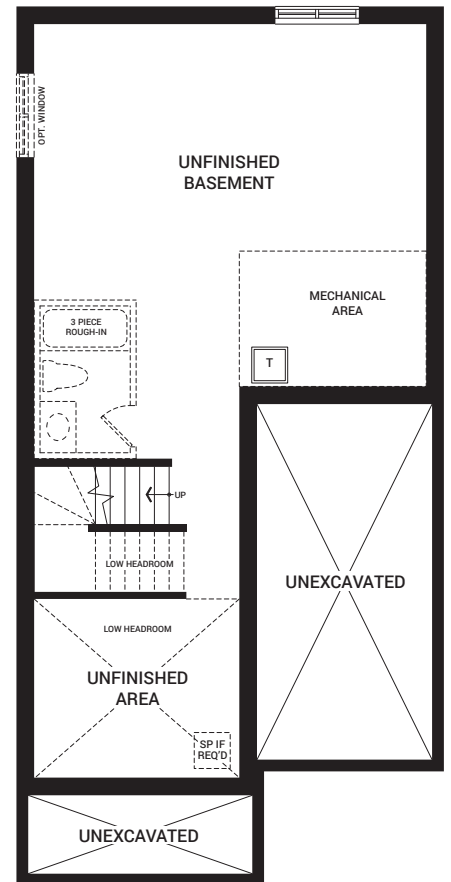 OPT. WINDOW
UNFINISHED
BASEMENT
MECHANICAL
AREA
3 PIECE
ROUGH-IN
T
UP
LOW HEADROOM
UNEXCAVATED
LOW HEADROOM
UNFINISHED
AREA
SP IF
REQ'D
UNEXCAVATED